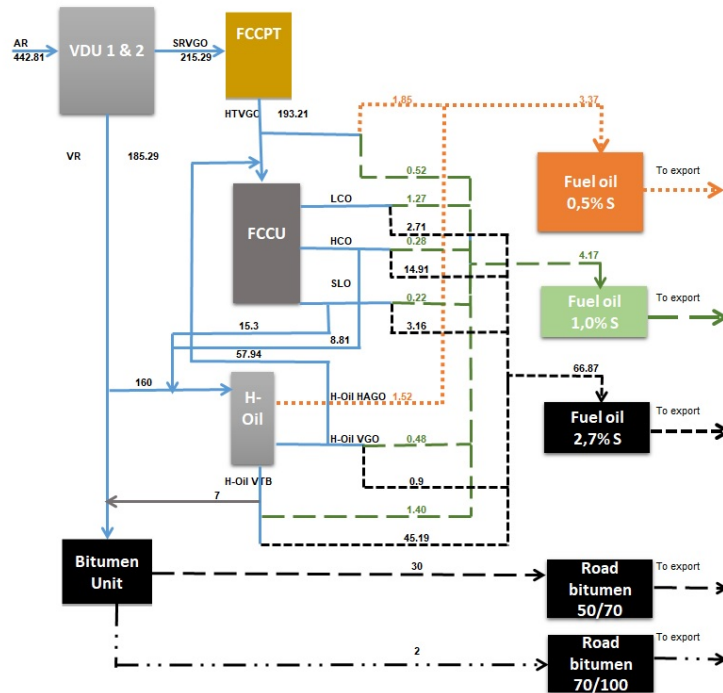 AR
442.81
VDU 1 & 2
SRVGO
215.29
FCCPT
HTVGO
193.21
1.85
3.37
VR
185.29
Fuel oil
0,5% S
To export
0.52
LCO
1.27
2.71
FCCU
HCO
0.28
14.91
4.17
SLO
0.22
3.16
Fuel oil
1,0% S
To export
15.3
8.81
57.94
160
66.87
H-
Oil
H-Oil HAGO
1.52
Fuel oil
2,7% S
To export
H-Oil VGO
0.48
0.9
H-Oil VTB
7
1.40
45.19
Bitumen
Unit
30
Road
bitumen
50/70
To export
2
Road
bitumen
70/100
To export